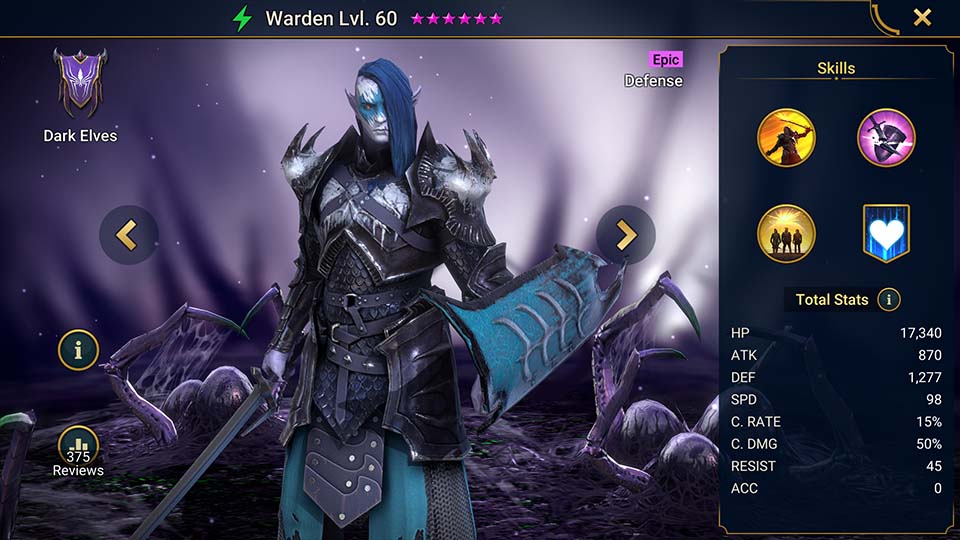 Warden Lvl. 60
Epic
Defense
Dark Elves
i
375
Reviews
Skills
Total Stats i
HP 17,340
ATK 870
DEF 1,277
SPD 98
C. RATE 15%
C. DMG 50%
RESIST 45
ACC 0